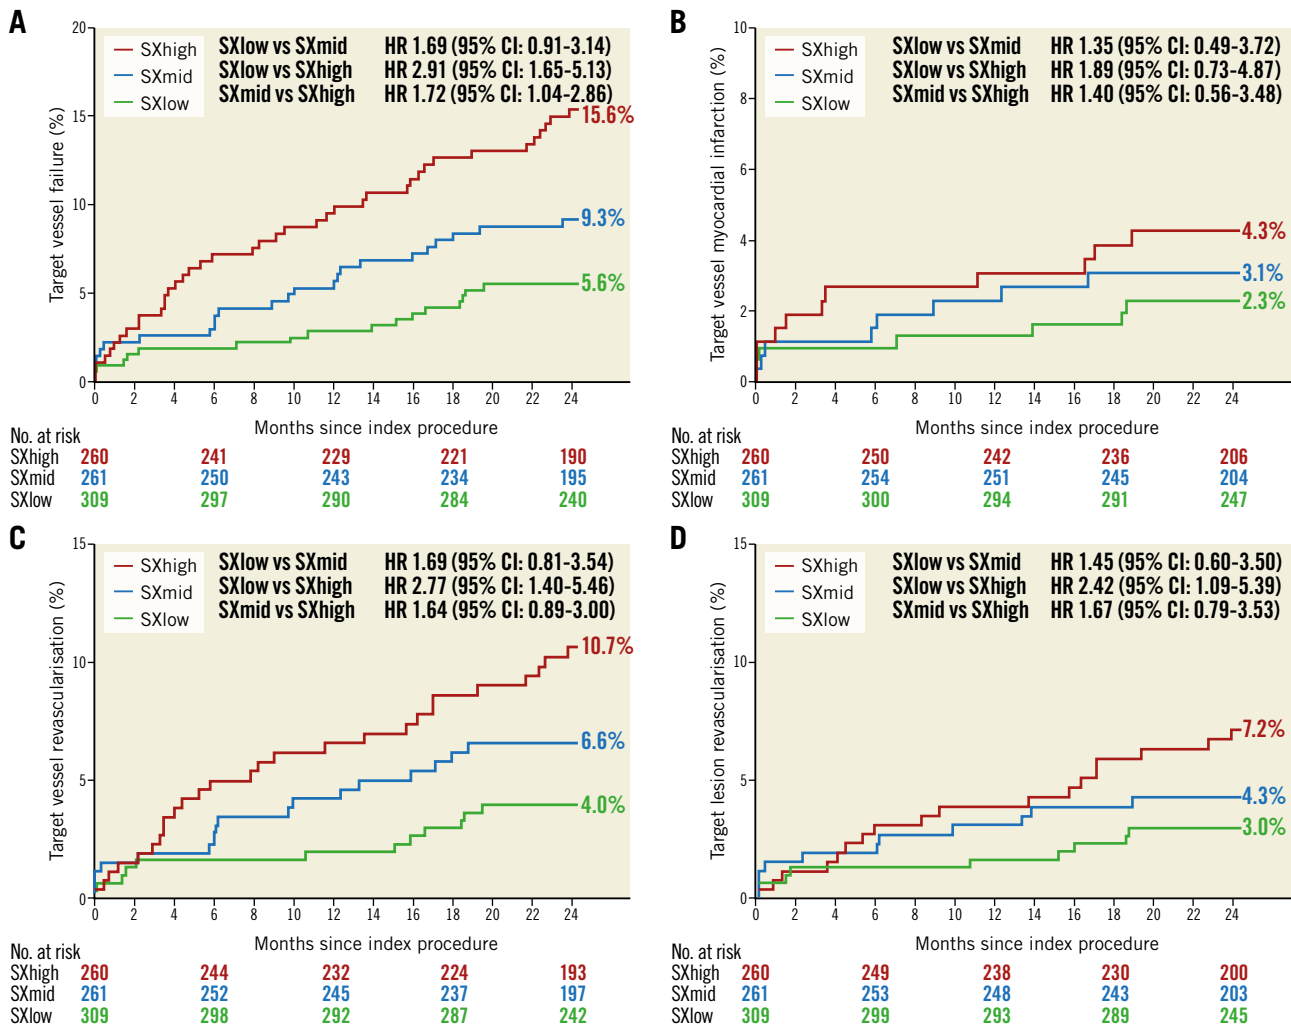 A
Target vessel failure (%)
20
15
10
5
0
SXhigh
SXmid
SXlow
SXlow vs SXmid HR 1.69 (95% CI: 0.91-3.14)
SXlow vs SXhigh HR 2.91 (95% CI: 1.65-5.13)
SXmid vs SXhigh HR 1.72 (95% CI: 1.04-2.86)
15.6%
9.3%
5.6%
0 2 4 6 8 10 12 14 16 18 20 22 24
Months since index procedure
No. at risk
SXhigh 260 241 229 221 190
SXmid 261 250 243 234 195
SXlow 309 297 290 284 240
B
Target vessel myocardial infarction (%)
10
8
6
4
2
0
SXhigh
SXmid
SXlow
SXlow vs SXmid HR 1.35 (95% CI: 0.49-3.72)
SXlow vs SXhigh HR 1.89 (95% CI: 0.73-4.87)
SXmid vs SXhigh HR 1.40 (95% CI: 0.56-3.48)
4.3%
3.1%
2.3%
0 2 4 6 8 10 12 14 16 18 20 22 24
Months since index procedure
No. at risk
SXhigh 260 250 242 236 206
SXmid 261 254 251 245 204
SXlow 309 300 294 291 247
C
Target vessel revascularisation (%)
15
10
5
0
SXhigh
SXmid
SXlow
SXlow vs SXmid HR 1.69 (95% CI: 0.81-3.54)
SXlow vs SXhigh HR 2.77 (95% CI: 1.40-5.46)
SXmid vs SXhigh HR 1.64 (95% CI: 0.89-3.00)
10.7%
6.6%
4.0%
0 2 4 6 8 10 12 14 16 18 20 22 24
Months since index procedure
No. at risk
SXhigh 260 244 232 224 193
SXmid 261 252 245 237 197
SXlow 309 298 292 287 242
D
Target lesion revascularisation (%)
15
10
5
0
SXhigh
SXmid
SXlow
SXlow vs SXmid HR 1.45 (95% CI: 0.60-3.50)
SXlow vs SXhigh HR 2.42 (95% CI: 1.09-5.39)
SXmid vs SXhigh HR 1.67 (95% CI: 0.79-3.53)
7.2%
4.3%
3.0%
0 2 4 6 8 10 12 14 16 18 20 22 24
Months since index procedure
No. at risk
SXhigh 260 249 238 230 200
SXmid 261 253 248 243 203
SXlow 309 299 293 289 245